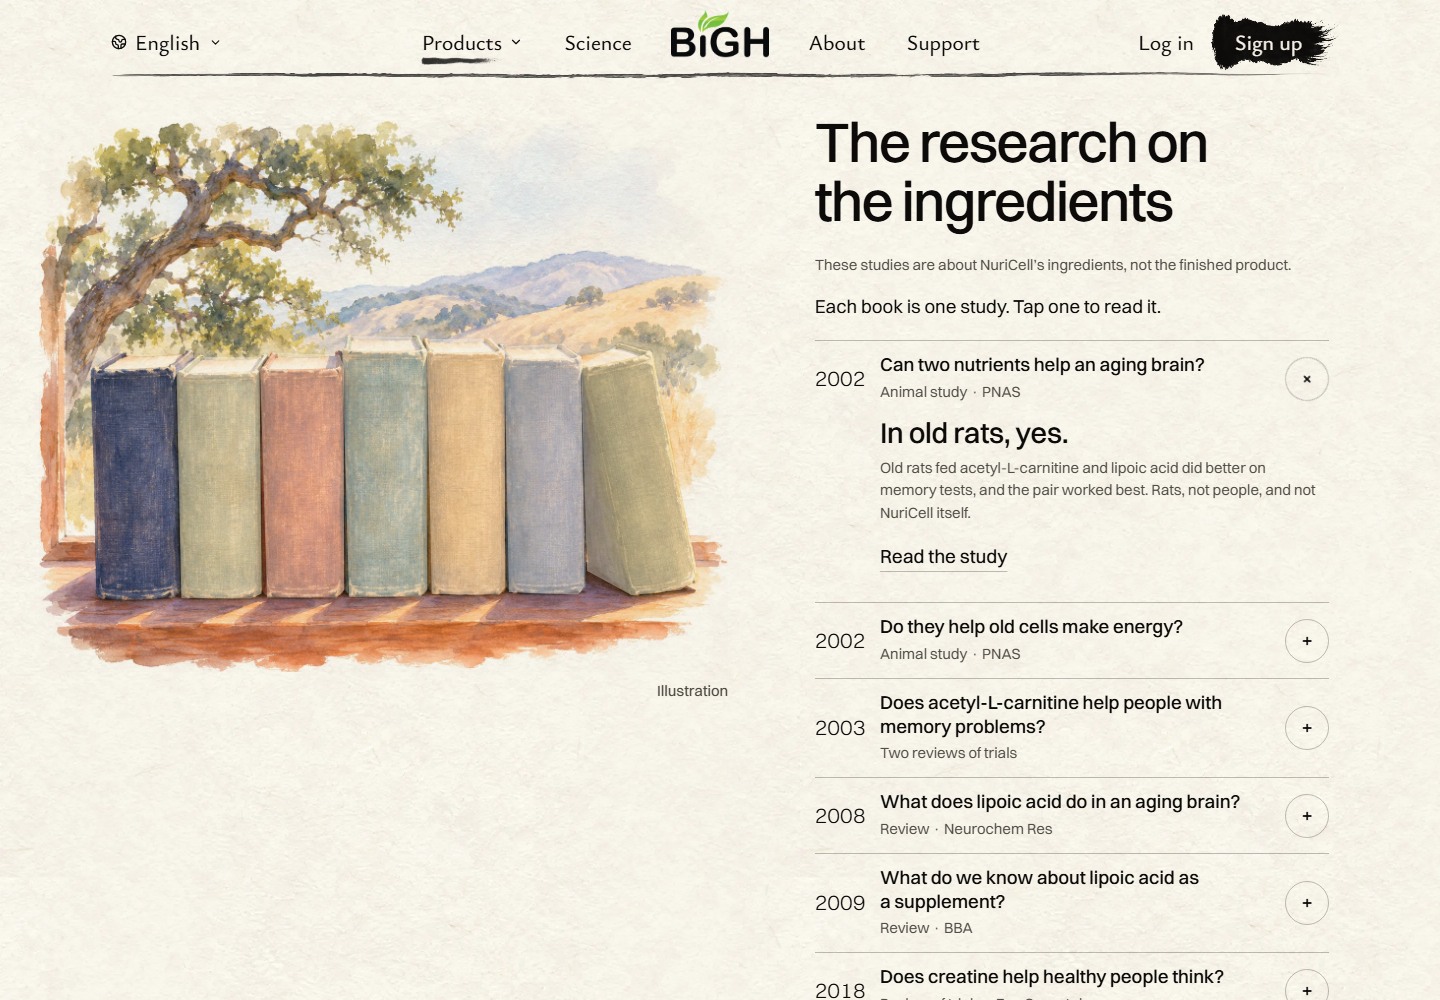 English
Products
Science
BiGH
About
Support
Log in
Sign up
The research on
the ingredients
These studies are about NuriCell’s ingredients, not the finished product.
Each book is one study. Tap one to read it.
2002
Can two nutrients help an aging brain?
Animal study · PNAS
In old rats, yes.
Old rats fed acetyl-L-carnitine and lipoic acid did better on
memory tests, and the pair worked best. Rats, not people, and not
NuriCell itself.
Read the study
2002
Do they help old cells make energy?
Animal study · PNAS
2003
Does acetyl-L-carnitine help people with
memory problems?
Two reviews of trials
2008
What does lipoic acid do in an aging brain?
Review · Neurochem Res
2009
What do we know about lipoic acid as
a supplement?
Review · BBA
2018
Does creatine help healthy people think?
Illustration